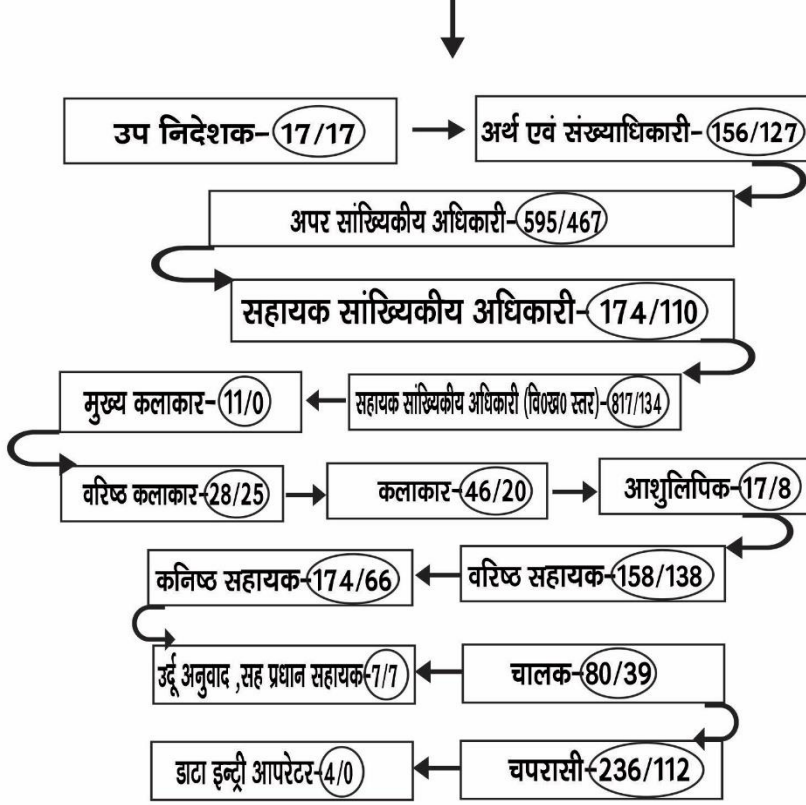 उप निदेशक-17/17
अर्थ एवं संख्याधिकारी-156/127
अपर सांख्यिकीय अधिकारी-595/467
सहायक सांख्यिकीय अधिकारी-174/110
सहायक सांख्यिकीय अधिकारी (वि0ख0 स्तर)-817/134
मुख्य कलाकार-11/0
वरिष्ठ कलाकार-28/25
कलाकार-46/20
आशुलिपिक-17/8
वरिष्ठ सहायक-158/138
कनिष्ठ सहायक-174/66
उर्दू अनुवाद ,सह प्रधान सहायक-7/7
चालक-80/39
चपरासी-236/112
डाटा इन्ट्री आपरेटर-4/0